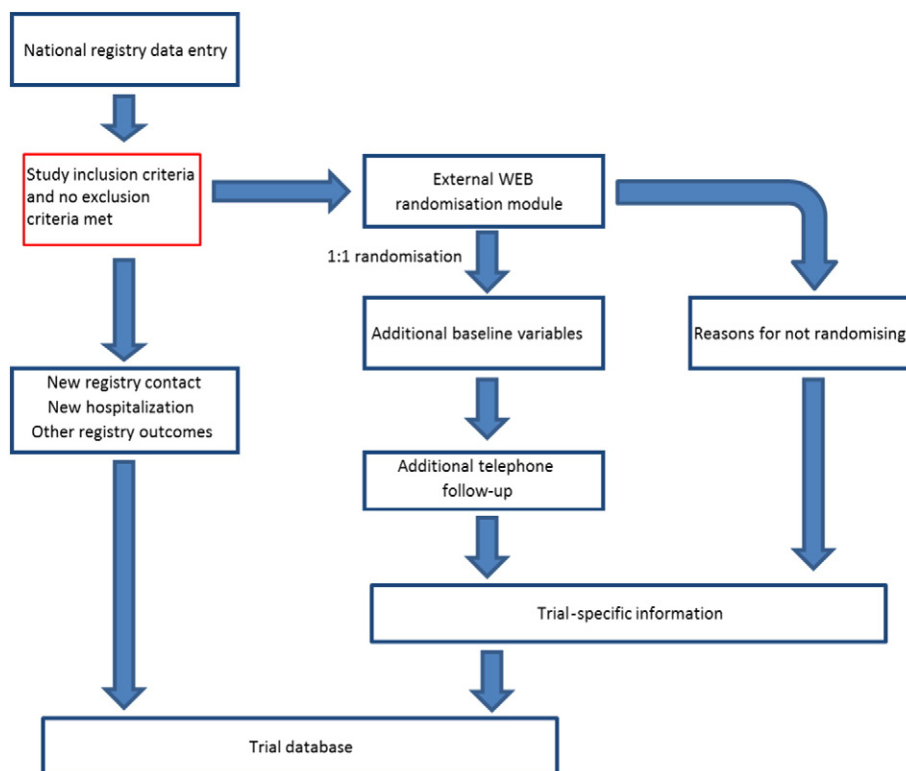 National registry data entry
Study inclusion criteria
and no exclusion
criteria met
External WEB
randomisation module
1:1 randomisation
Additional baseline variables
Reasons for not randomising
New registry contact
New hospitalization
Other registry outcomes
Additional telephone
follow-up
Trial-specific information
Trial database